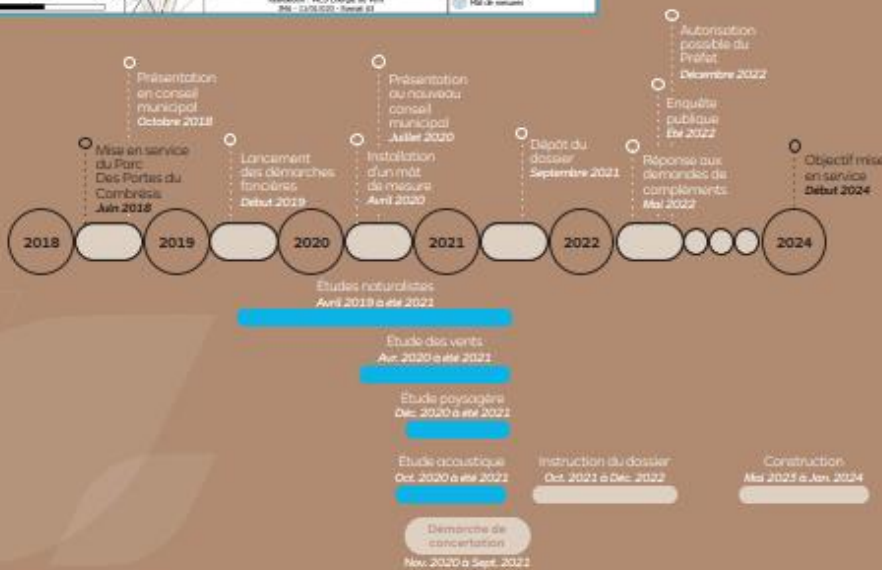 Mât de mesures
Autorisation
possible du
Préfet
Décembre 2022
Présentation
en conseil
municipal
Octobre 2018
Présentation
au nouveau
conseil
municipal
Juillet 2020
Enquête
publique
Eté 2022
Mise en service
du Parc
Des Portes du
Cambrésis
Juin 2018
Lancement
des démarches
foncières
Début 2019
Installation
d'un mât
de mesure
Avril 2020
Dépôt du
dossier
Septembre 2021
Réponse aux
demandes de
compléments
Mai 2022
Objectif mise
en service
Début 2024
2018
2019
2020
2021
2022
2024
Études naturalistes
Avril 2019 à été 2021
Étude des vents
Avr. 2020 à été 2021
Étude paysagère
Déc. 2020 à été 2021
Étude acoustique
Oct. 2020 à été 2021
Instruction du dossier
Oct. 2021 à Déc. 2022
Construction
Mai 2023 à Jan. 2024
Démarche de
concertation
Nov. 2020 à Sept. 2021